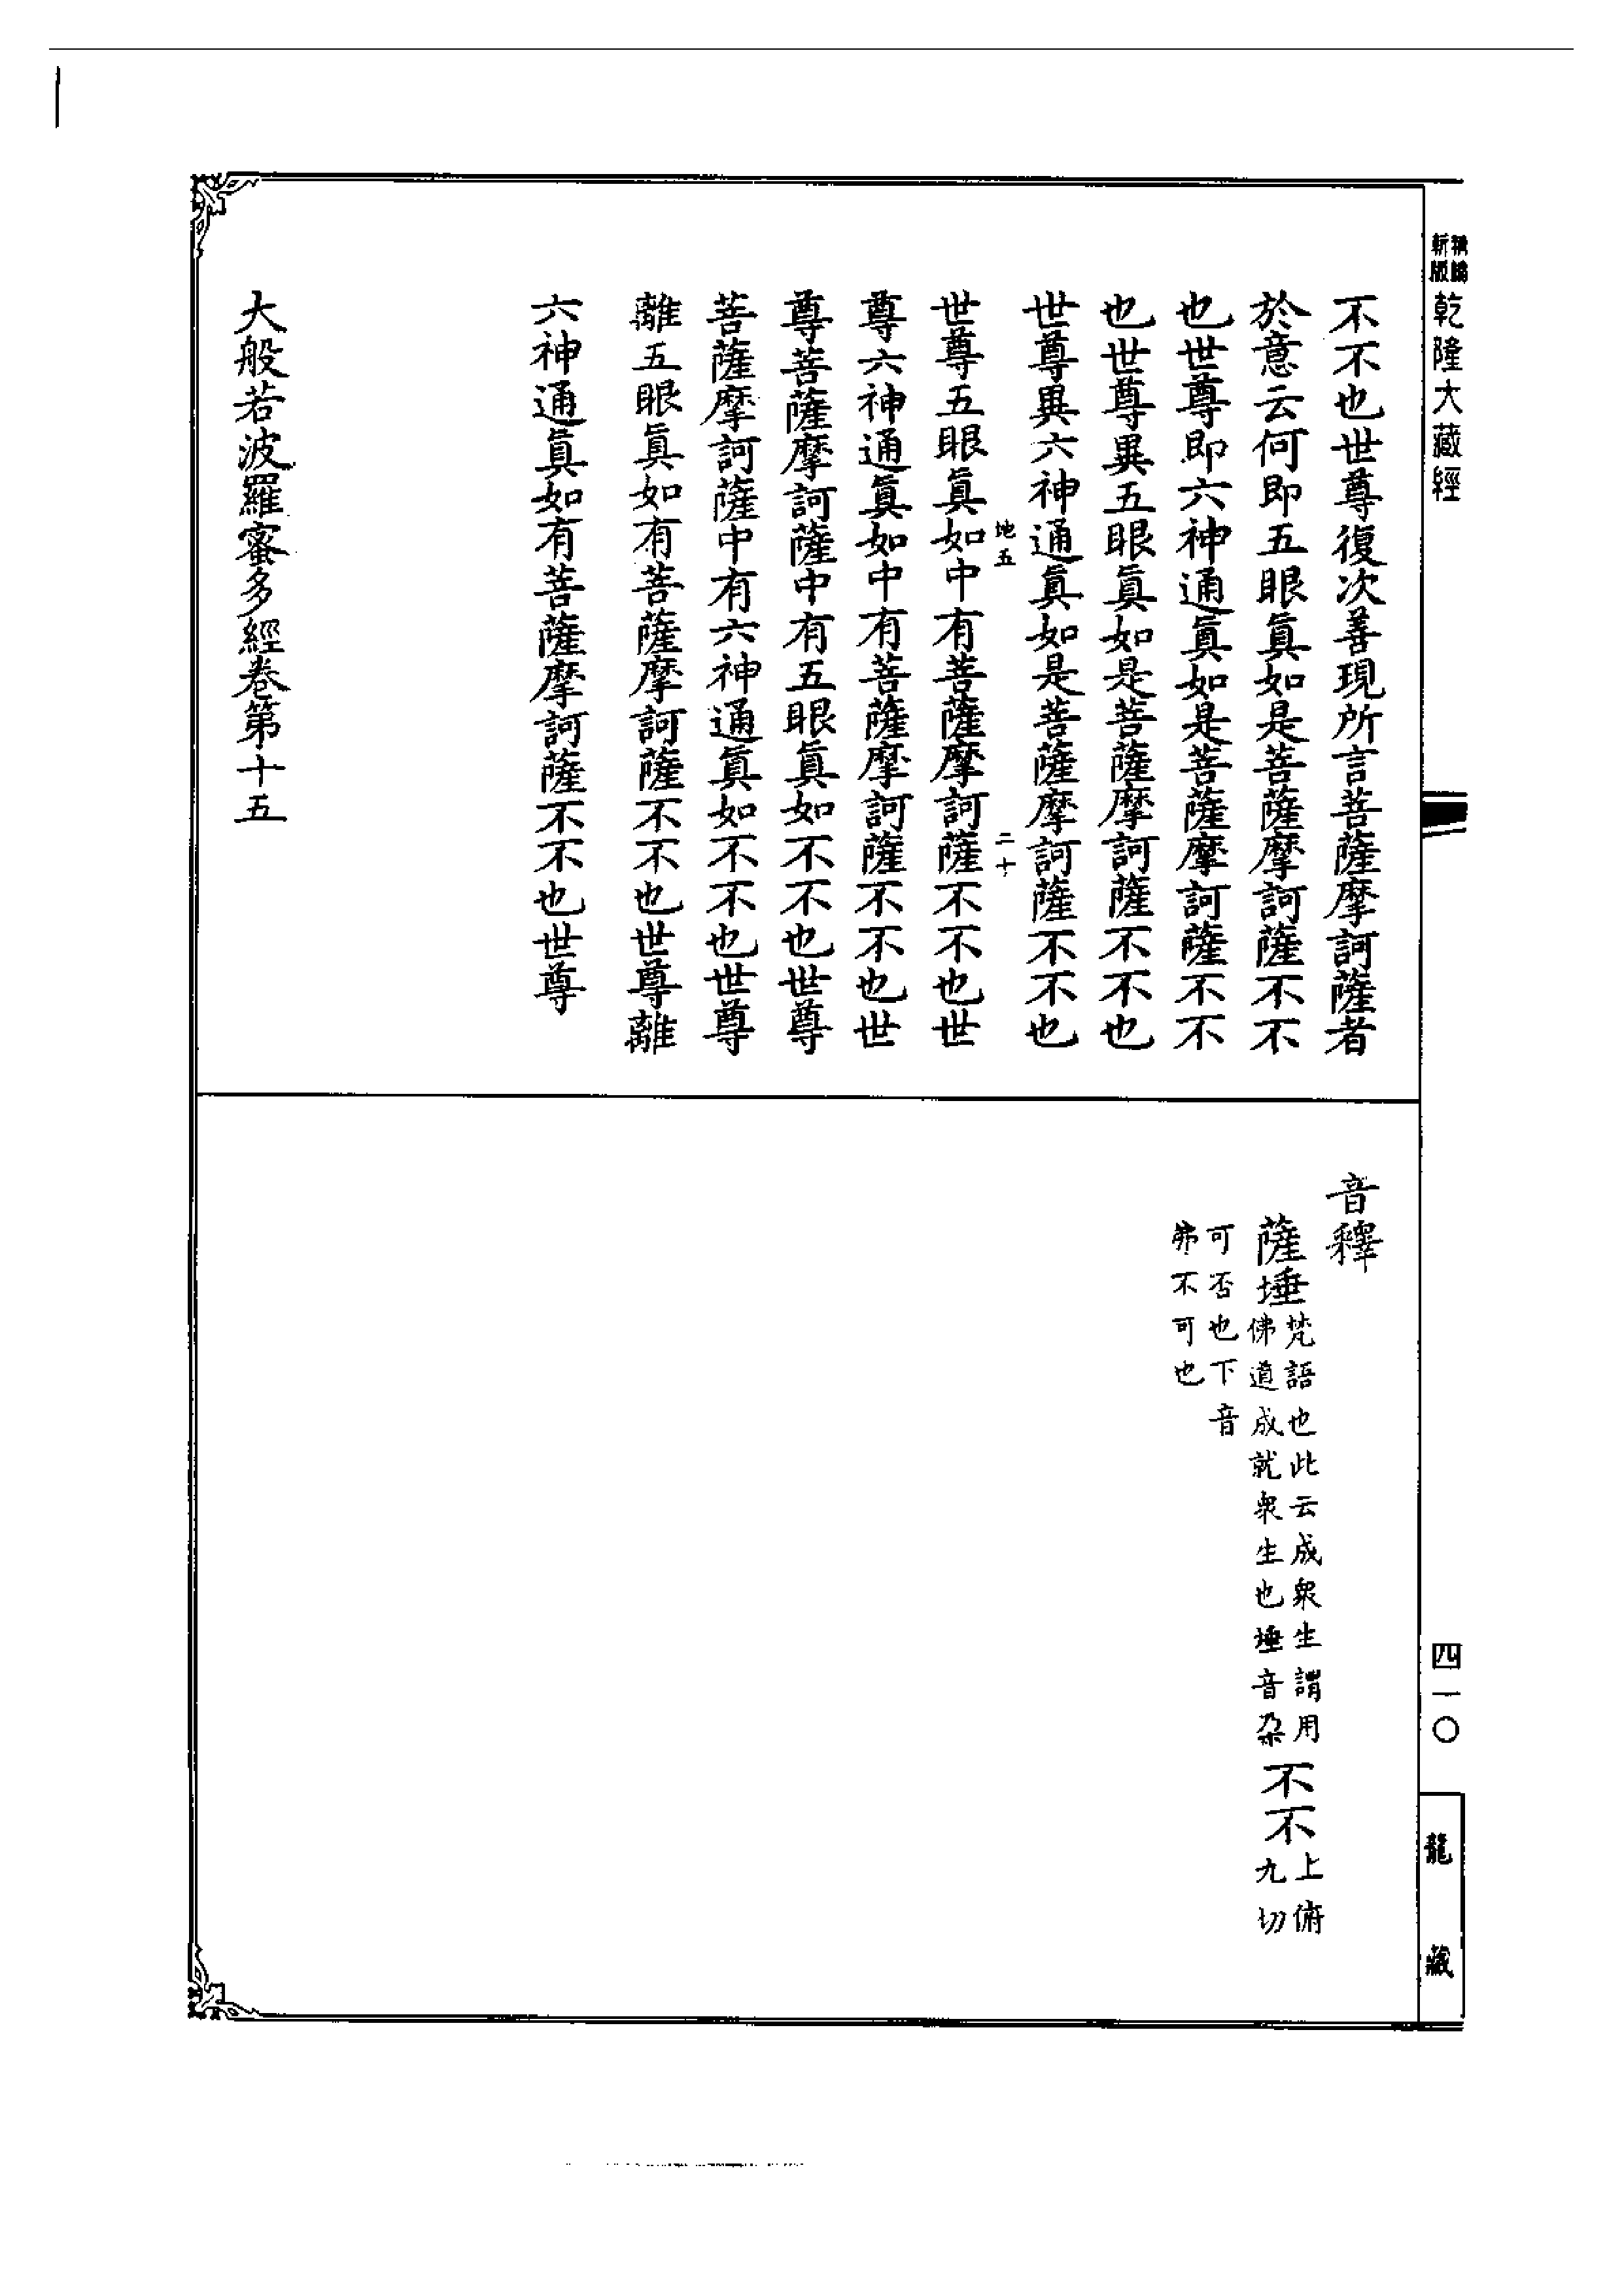 新版
乾隆大藏經
不不也世尊復次善現所言菩薩摩訶薩者
於意云何即五眼眞如是菩薩摩訶薩不不
也世尊即六神通眞如是菩薩摩訶薩不不
也世尊異五眼眞如是菩薩摩訶薩不不也
世尊異六神通眞如是菩薩摩訶薩不不也
地五
二十
世尊五眼眞如中有菩薩摩訶薩不不也世
尊六神通眞如中有菩薩摩訶薩不不也世
尊菩薩摩訶薩中有五眼眞如不不也世尊
菩薩摩訶薩中有六神通眞如不不也世尊
離五眼眞如有菩薩摩訶薩不不也世尊離
六神通眞如有菩薩摩訶薩不不也世尊
大般若波羅蜜多經卷第十五
音釋
薩埵
梵語也此云成衆生謂用
佛道成就衆生也埵音朶
不不
上俯
九切
可否也下音
弗不可也
四一〇
龍藏